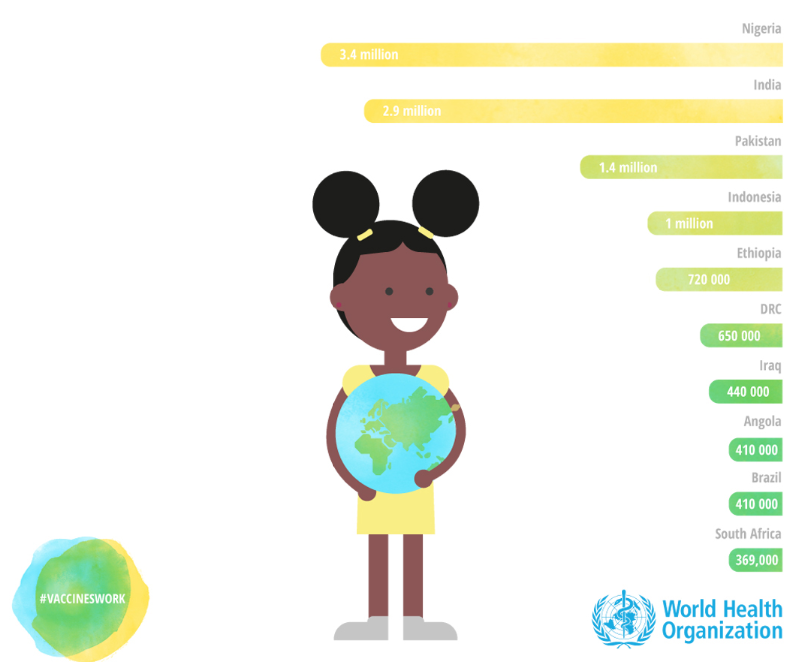 Nigeria
3.4 million
India
2.9 million
Pakistan
1.4 million
Indonesia
1 million
Ethiopia
720 000
DRC
650 000
Iraq
440 000
Angola
410 000
Brazil
410 000
South Africa
369,000
#VACCINESWORK
World Health
Organization